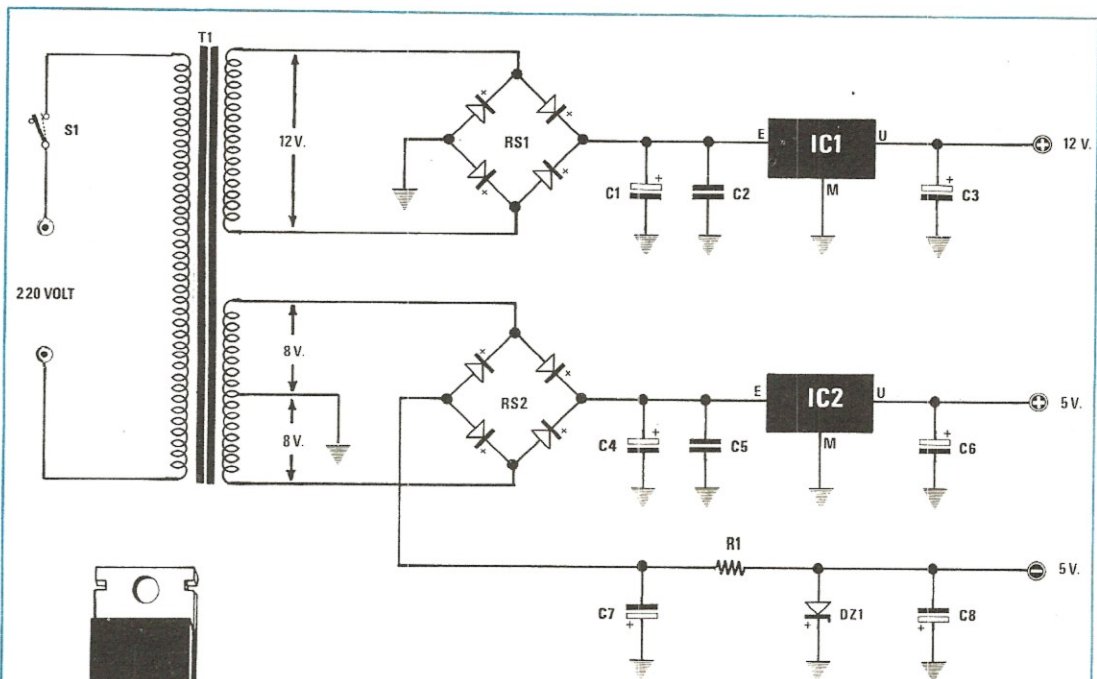 T1
S1
220 VOLT
12 V.
RS1
C1
+
C2
E
IC1
U
M
C3
+
+
12 V.
8 V.
8 V.
RS2
C4
+
C5
E
IC2
U
M
C6
+
+
5 V.
C7
+
R1
DZ1
+
C8
+
-
5 V.